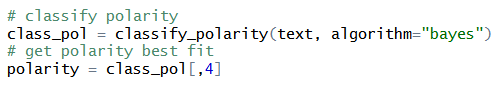 # classify polarity
class_pol = classify_polarity(text, algorithm="bayes")
# get polarity best fit
polarity = class_pol[,4]